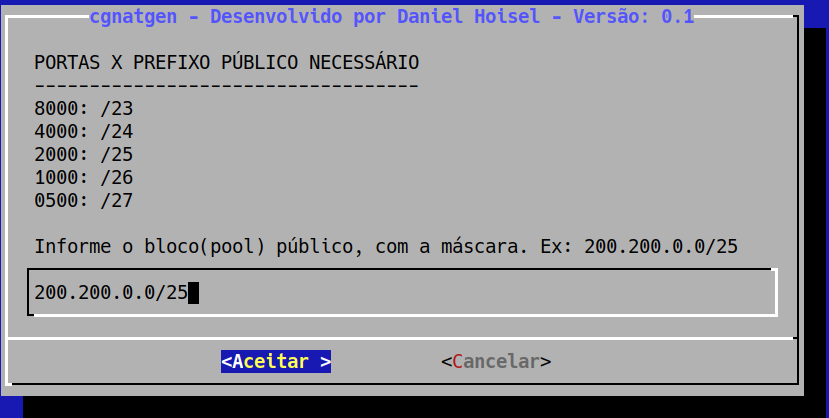 cgnatgen - Desenvolvido por Daniel Hoisel - Versão: 0.1
PORTAS X PREFIXO PÚBLICO NECESSÁRIO
-----------------------------------
8000: /23
4000: /24
2000: /25
1000: /26
0500: /27
Informe o bloco(pool) público, com a máscara. Ex: 200.200.0.0/25
200.200.0.0/25
<Aceitar > <Cancelar>